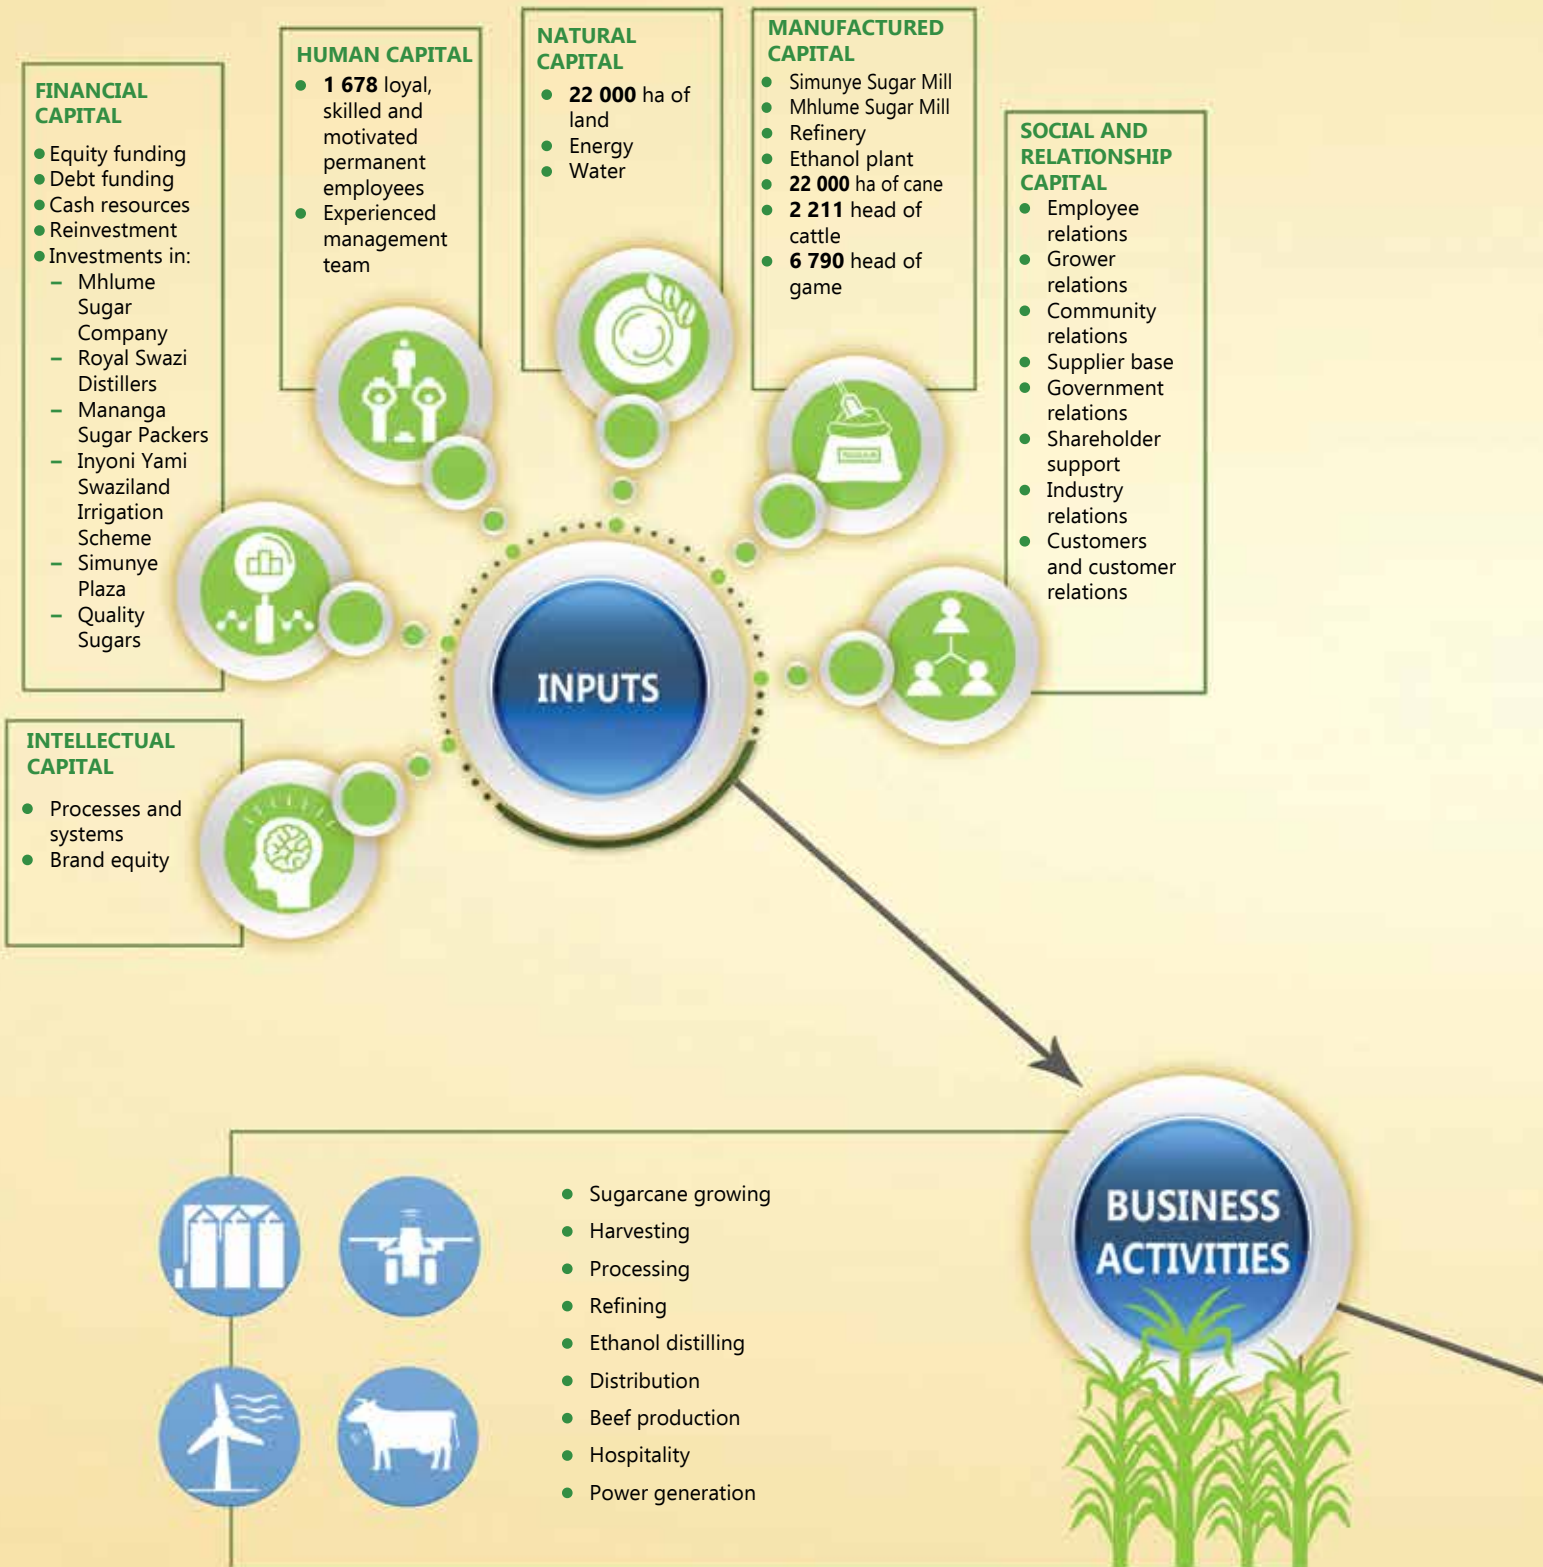 FINANCIAL
CAPITAL
● Equity funding
● Debt funding
● Cash resources
● Reinvestment
● Investments in:
– Mhlume
Sugar
Company
– Royal Swazi
Distillers
– Mananga
Sugar Packers
– Inyoni Yami
Swaziland
Irrigation
Scheme
– Simunye
Plaza
– Quality
Sugars
HUMAN CAPITAL
● 1 678 loyal,
skilled and
motivated
permanent
employees
● Experienced
management
team
NATURAL
CAPITAL
● 22 000 ha of
land
● Energy
● Water
MANUFACTURED
CAPITAL
● Simunye Sugar Mill
● Mhlume Sugar Mill
● Refinery
● Ethanol plant
● 22 000 ha of cane
● 2 211 head of
cattle
● 6 790 head of
game
SOCIAL AND
RELATIONSHIP
CAPITAL
● Employee
relations
● Grower
relations
● Community
relations
● Supplier base
● Government
relations
● Shareholder
support
● Industry
relations
● Customers
and customer
relations
INTELLECTUAL
CAPITAL
● Processes and
systems
● Brand equity
INPUTS
BUSINESS
ACTIVITIES
● Sugarcane growing
● Harvesting
● Processing
● Refining
● Ethanol distilling
● Distribution
● Beef production
● Hospitality
● Power generation